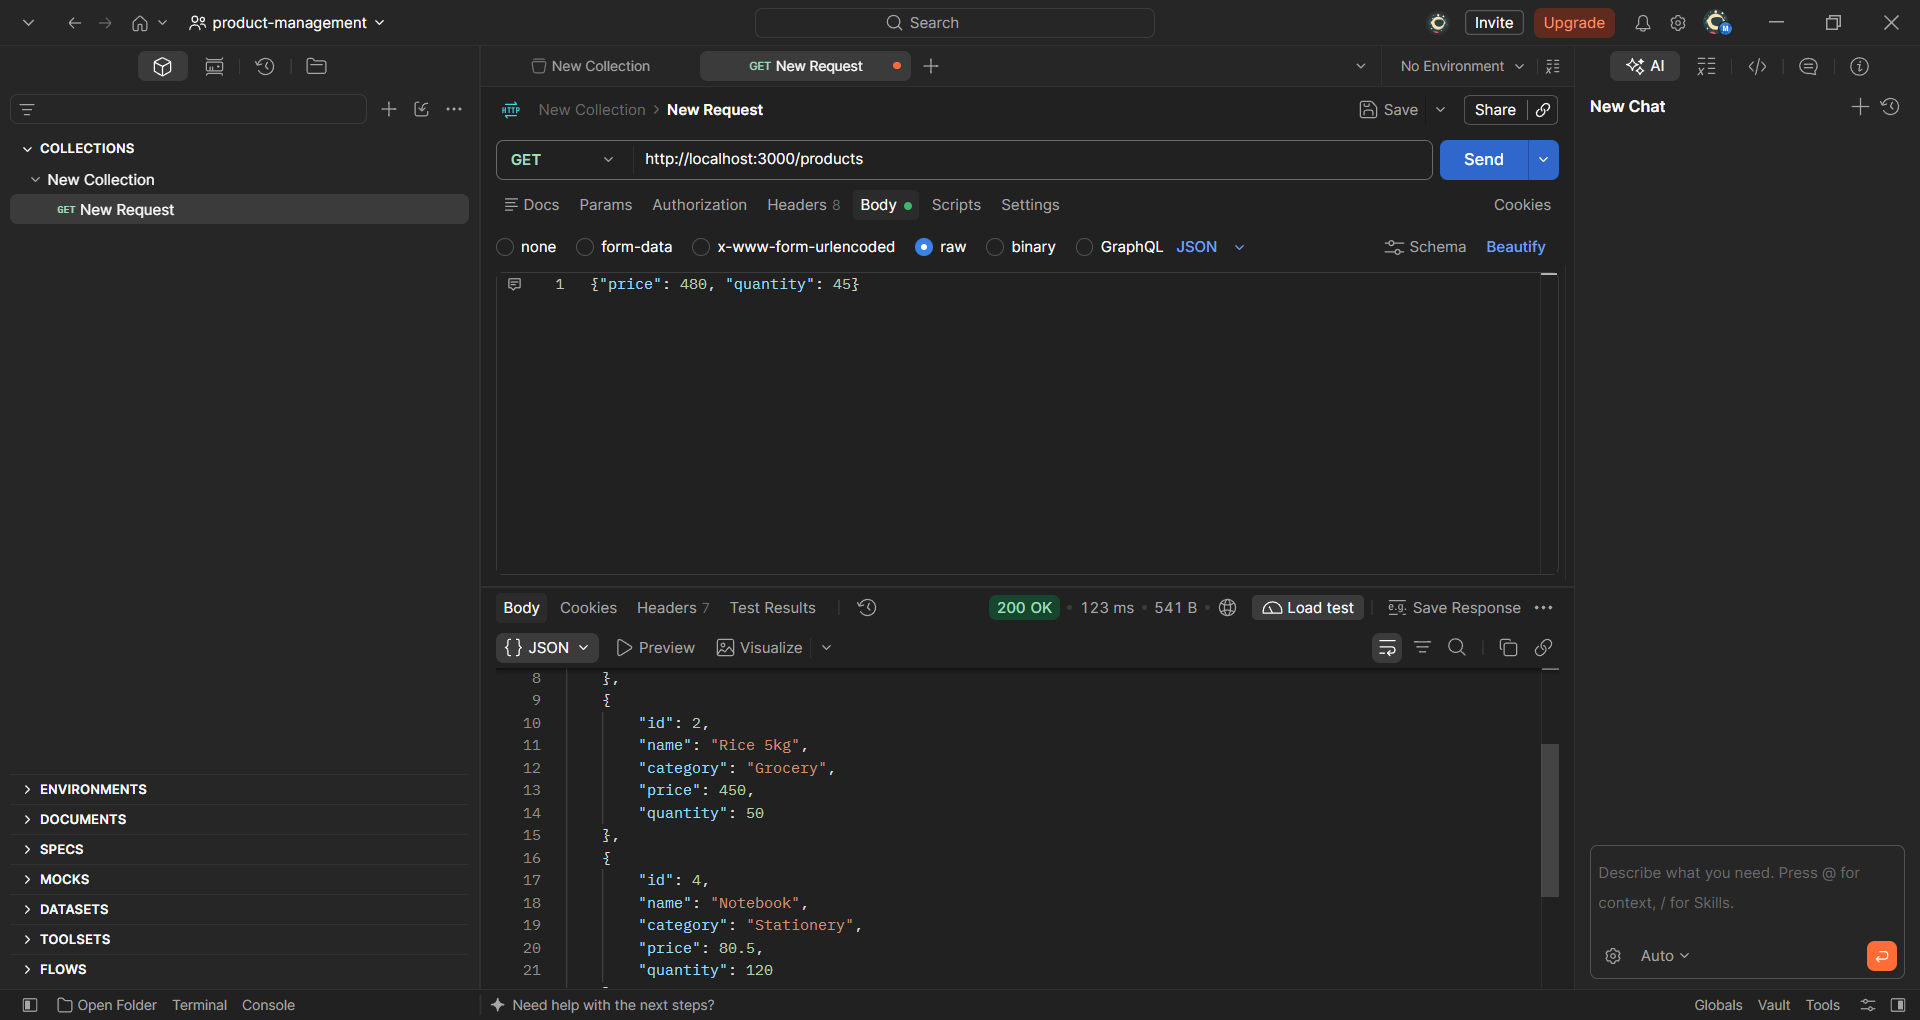 product-management
Search
Invite
Upgrade
New Collection
GET New Request
No Environment
AI
New Collection > New Request
Save
Share
New Chat
COLLECTIONS
New Collection
GET New Request
GET
http://localhost:3000/products
Send
Docs
Params
Authorization
Headers 8
Body
Scripts
Settings
Cookies
none
form-data
x-www-form-urlencoded
raw
binary
GraphQL
JSON
Schema
Beautify
1 {"price": 480, "quantity": 45}
Body
Cookies
Headers 7
Test Results
200 OK
123 ms
541 B
Load test
e.g. Save Response
{} JSON
Preview
Visualize
8 },
9 {
10 "id": 2,
11 "name": "Rice 5kg",
12 "category": "Grocery",
13 "price": 450,
14 "quantity": 50
15 },
16 {
17 "id": 4,
18 "name": "Notebook",
19 "category": "Stationery",
20 "price": 80.5,
21 "quantity": 120
ENVIRONMENTS
DOCUMENTS
SPECS
MOCKS
DATASETS
TOOLSETS
FLOWS
Describe what you need. Press @ for
context, / for Skills.
Auto
Open Folder
Terminal
Console
Need help with the next steps?
Globals
Vault
Tools